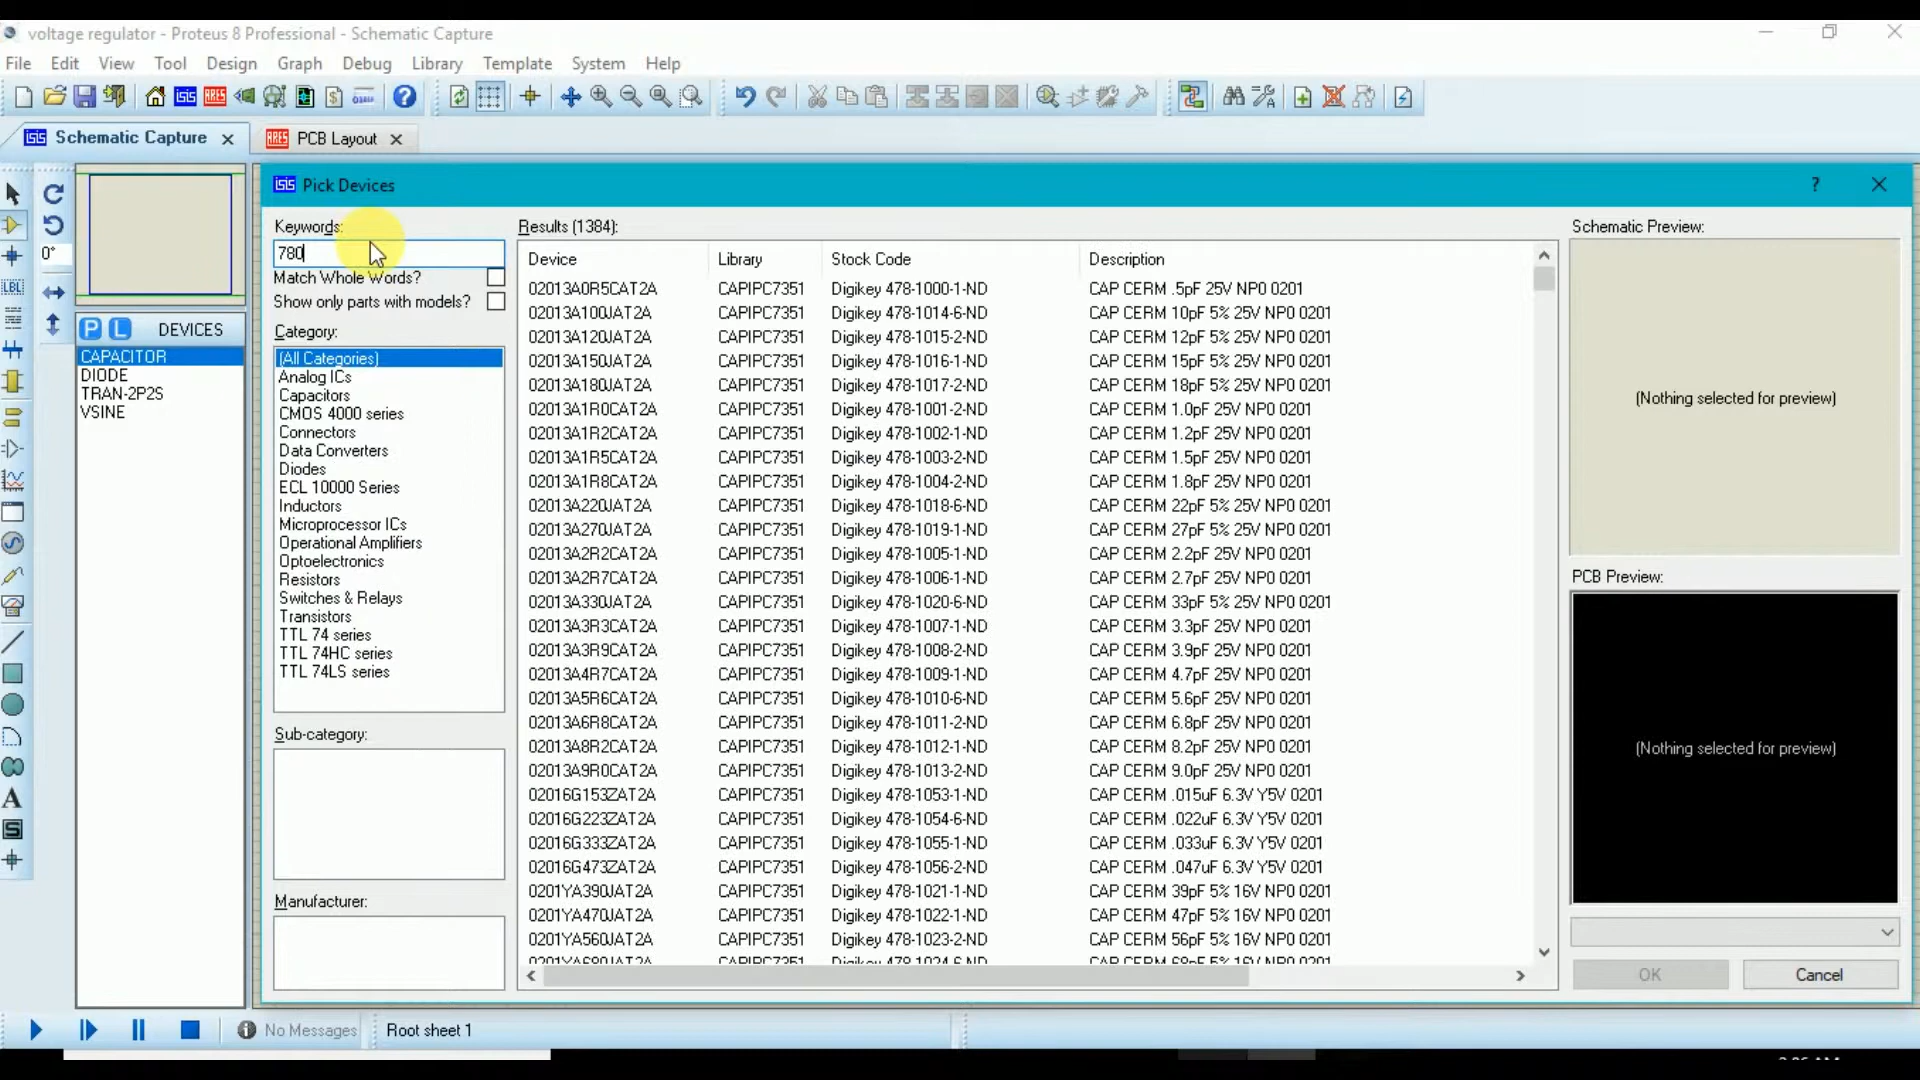 voltage regulator - Proteus 8 Professional - Schematic Capture
File Edit View Tool Design Graph Debug Library Template System Help
Schematic Capture
PCB Layout
Pick Devices
Keywords:
780
Match Whole Words?
Show only parts with models?
Category:
(All Categories)
Analog ICs
Capacitors
CMOS 4000 series
Connectors
Data Converters
Diodes
ECL 10000 Series
Inductors
Microprocessor ICs
Operational Amplifiers
Optoelectronics
Resistors
Switches & Relays
Transistors
TTL 74 series
TTL 74HC series
TTL 74LS series
Sub-category:
Manufacturer:
0°
LBL
P L DEVICES
CAPACITOR
DIODE
TRAN-2P2S
VSINE
Results (1384):
Device Library Stock Code Description
02013A0R5CAT2A CAPIPC7351 Digikey 478-1000-1-ND CAP CERM .5pF 25V NP0 0201
02013A100JAT2A CAPIPC7351 Digikey 478-1014-6-ND CAP CERM 10pF 5% 25V NP0 0201
02013A120JAT2A CAPIPC7351 Digikey 478-1015-2-ND CAP CERM 12pF 5% 25V NP0 0201
02013A150JAT2A CAPIPC7351 Digikey 478-1016-1-ND CAP CERM 15pF 5% 25V NP0 0201
02013A180JAT2A CAPIPC7351 Digikey 478-1017-2-ND CAP CERM 18pF 5% 25V NP0 0201
02013A1R0CAT2A CAPIPC7351 Digikey 478-1001-2-ND CAP CERM 1.0pF 25V NP0 0201
02013A1R2CAT2A CAPIPC7351 Digikey 478-1002-1-ND CAP CERM 1.2pF 25V NP0 0201
02013A1R5CAT2A CAPIPC7351 Digikey 478-1003-2-ND CAP CERM 1.5pF 25V NP0 0201
02013A1R8CAT2A CAPIPC7351 Digikey 478-1004-2-ND CAP CERM 1.8pF 25V NP0 0201
02013A220JAT2A CAPIPC7351 Digikey 478-1018-6-ND CAP CERM 22pF 5% 25V NP0 0201
02013A270JAT2A CAPIPC7351 Digikey 478-1019-1-ND CAP CERM 27pF 5% 25V NP0 0201
02013A2R2CAT2A CAPIPC7351 Digikey 478-1005-1-ND CAP CERM 2.2pF 25V NP0 0201
02013A2R7CAT2A CAPIPC7351 Digikey 478-1006-1-ND CAP CERM 2.7pF 25V NP0 0201
02013A330JAT2A CAPIPC7351 Digikey 478-1020-6-ND CAP CERM 33pF 5% 25V NP0 0201
02013A3R3CAT2A CAPIPC7351 Digikey 478-1007-1-ND CAP CERM 3.3pF 25V NP0 0201
02013A3R9CAT2A CAPIPC7351 Digikey 478-1008-2-ND CAP CERM 3.9pF 25V NP0 0201
02013A4R7CAT2A CAPIPC7351 Digikey 478-1009-1-ND CAP CERM 4.7pF 25V NP0 0201
02013A5R6CAT2A CAPIPC7351 Digikey 478-1010-6-ND CAP CERM 5.6pF 25V NP0 0201
02013A6R8CAT2A CAPIPC7351 Digikey 478-1011-2-ND CAP CERM 6.8pF 25V NP0 0201
02013A8R2CAT2A CAPIPC7351 Digikey 478-1012-1-ND CAP CERM 8.2pF 25V NP0 0201
02013A9R0CAT2A CAPIPC7351 Digikey 478-1013-2-ND CAP CERM 9.0pF 25V NP0 0201
02016G153ZAT2A CAPIPC7351 Digikey 478-1053-1-ND CAP CERM .015uF 6.3V Y5V 0201
02016G223ZAT2A CAPIPC7351 Digikey 478-1054-6-ND CAP CERM .022uF 6.3V Y5V 0201
02016G333ZAT2A CAPIPC7351 Digikey 478-1055-1-ND CAP CERM .033uF 6.3V Y5V 0201
02016G473ZAT2A CAPIPC7351 Digikey 478-1056-2-ND CAP CERM .047uF 6.3V Y5V 0201
0201YA390JAT2A CAPIPC7351 Digikey 478-1021-1-ND CAP CERM 39pF 5% 16V NP0 0201
0201YA470JAT2A CAPIPC7351 Digikey 478-1022-1-ND CAP CERM 47pF 5% 16V NP0 0201
0201YA560JAT2A CAPIPC7351 Digikey 478-1023-2-ND CAP CERM 56pF 5% 16V NP0 0201
0201YA680JAT2A CAPIPC7351 Digikey 478-1024-6-ND CAP CERM 68pF 5% 16V NP0 0201
Schematic Preview:
(Nothing selected for preview)
PCB Preview:
(Nothing selected for preview)
OK Cancel
No Messages Root sheet 1